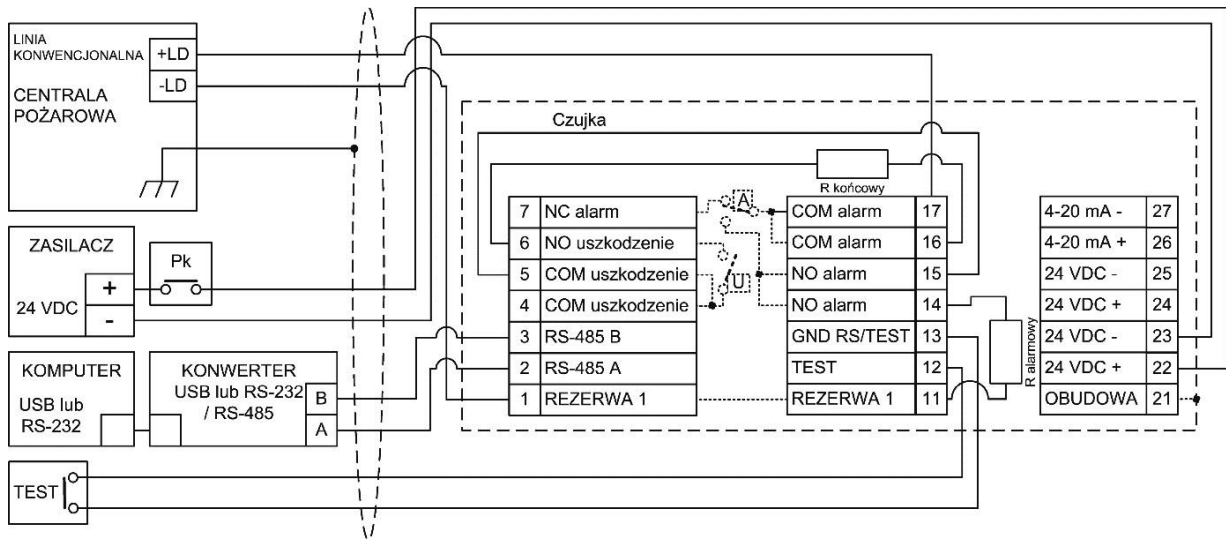 LINIA
KONWENCJONALNA
+LD
-LD
CENTRALA
POŻAROWA
ZASILACZ
24 VDC
+
-
Pk
KOMPUTER
USB lub
RS-232
KONWERTER
USB lub RS-232
/ RS-485
B
A
TEST
Czujka
R końcowy
7 NC alarm
6 NO uszkodzenie
5 COM uszkodzenie
4 COM uszkodzenie
3 RS-485 B
2 RS-485 A
1 REZERWA 1
A
U
COM alarm 17
COM alarm 16
NO alarm 15
NO alarm 14
GND RS/TEST 13
TEST 12
REZERWA 1 11
R alarmowy
4-20 mA - 27
4-20 mA + 26
24 VDC - 25
24 VDC + 24
24 VDC - 23
24 VDC + 22
OBUDOWA 21